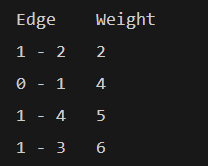 Edge Weight
1 - 2 2
0 - 1 4
1 - 4 5
1 - 3 6